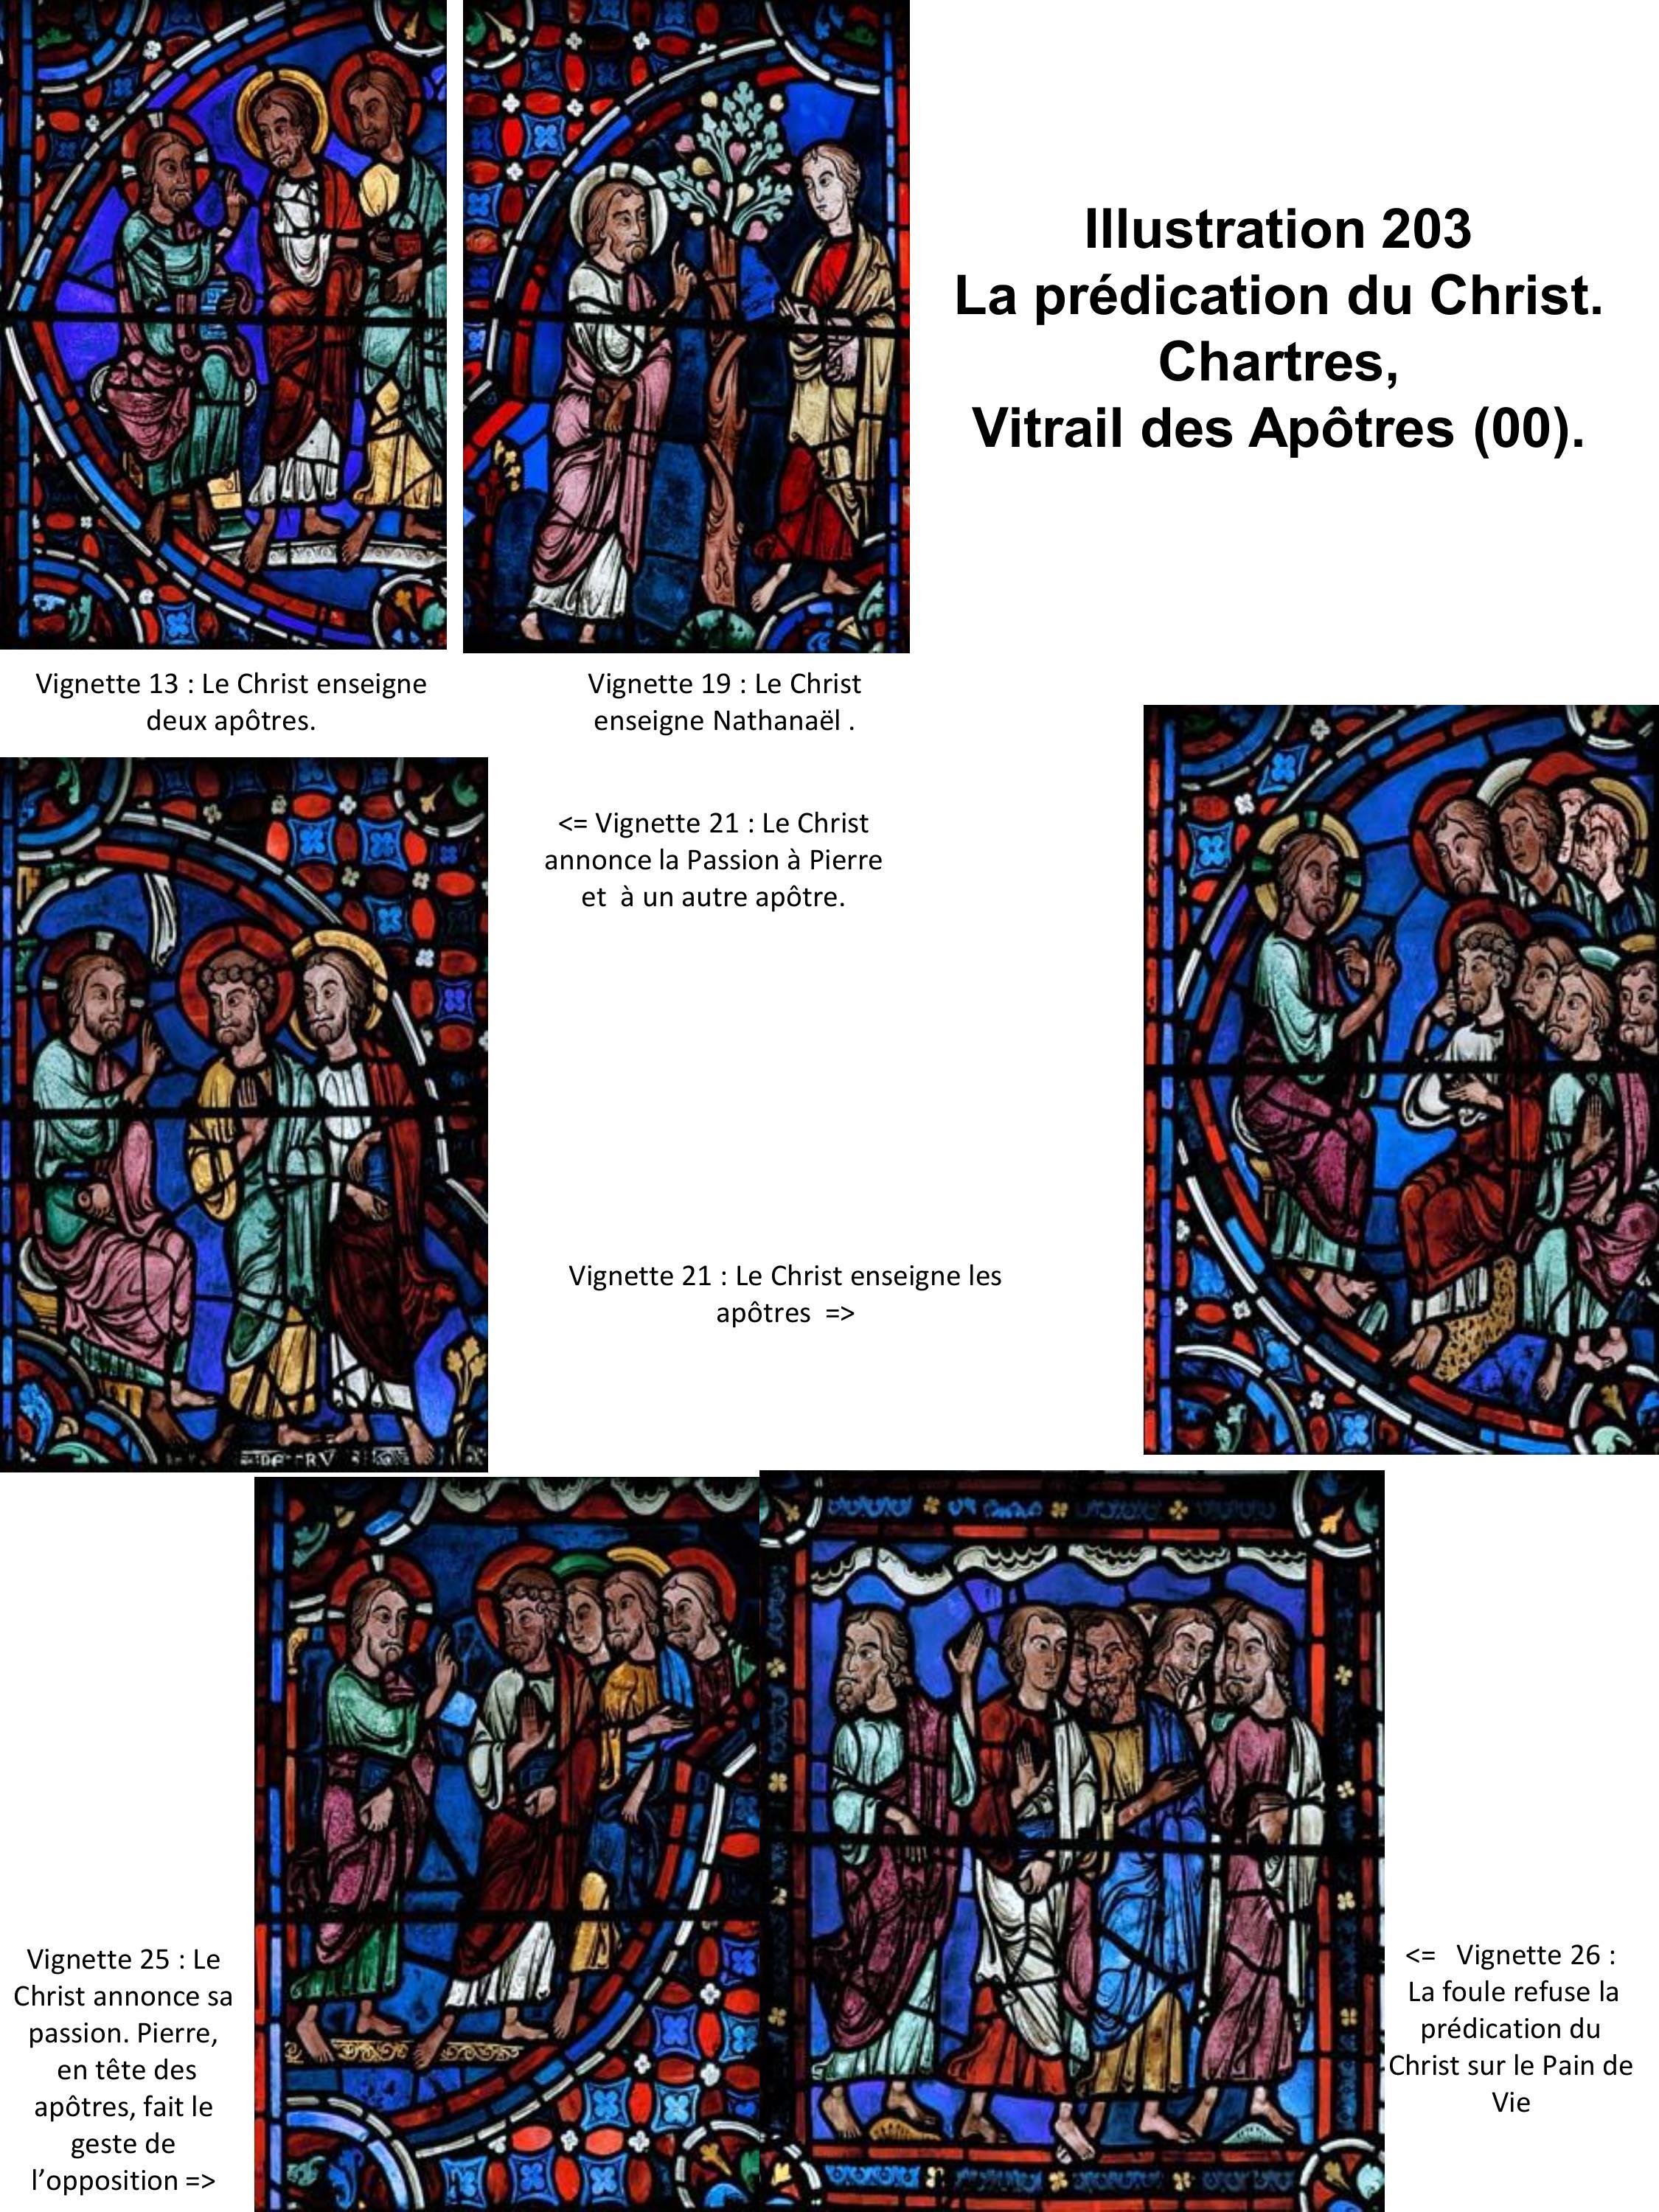 Illustration 203
La prédication du Christ.
Chartres,
Vitrail des Apôtres (00).
Vignette 13 : Le Christ enseigne
deux apôtres.
Vignette 19 : Le Christ
enseigne Nathanaël .
<= Vignette 21 : Le Christ
annonce la Passion à Pierre
et  à un autre apôtre.
Vignette 21 : Le Christ enseigne les
apôtres  =>
Vignette 25 : Le
Christ annonce sa
passion. Pierre,
en tête des
apôtres, fait le
geste de
l’opposition =>
<=   Vignette 26 :
La foule refuse la
prédication du
Christ sur le Pain de
Vie